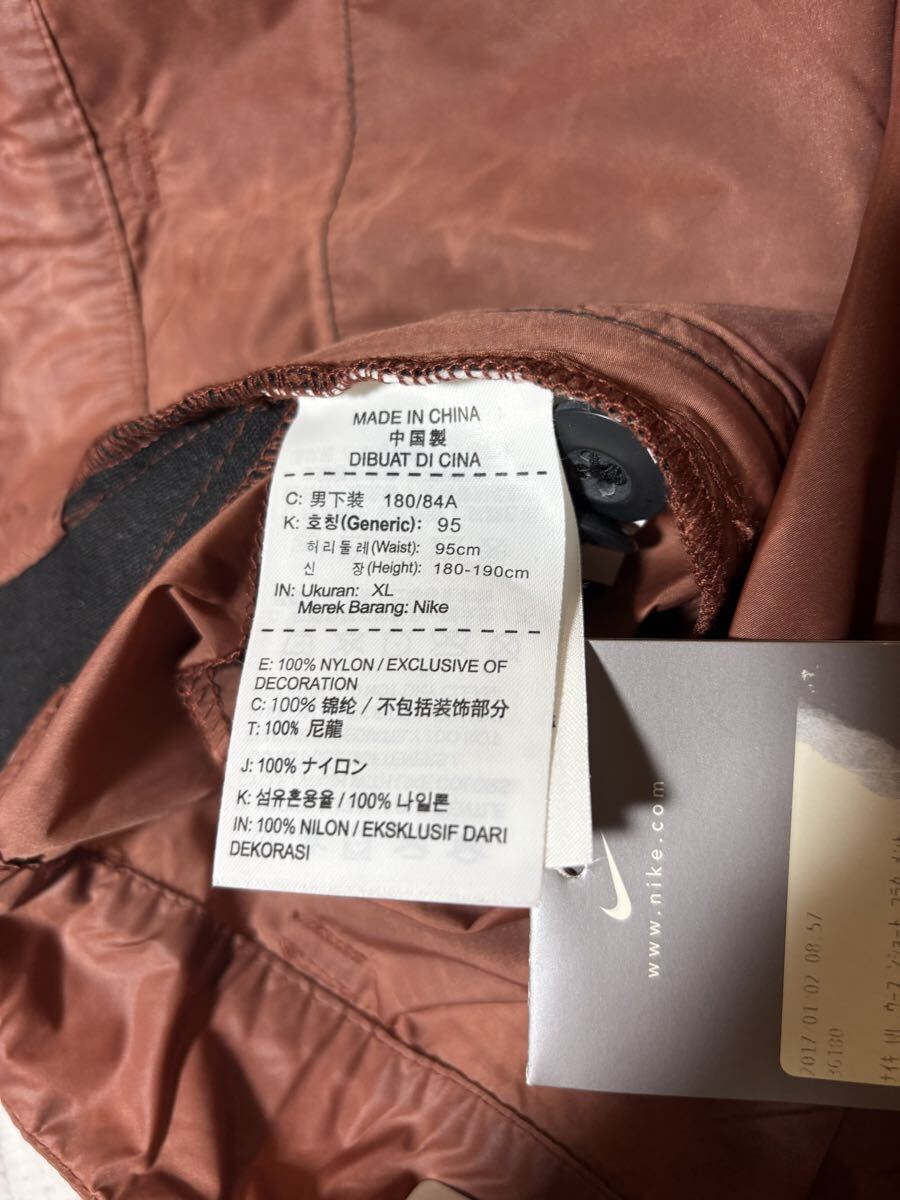 MADE IN CHINA
中国製
DIBUAT DI CINA
C: 男下装 180/84A
K: 호칭(Generic): 95
허리둘레(Waist): 95cm
신 장(Height): 180-190cm
IN: Ukuran: XL
Merek Barang: Nike
E: 100% NYLON / EXCLUSIVE OF
DECORATION
C: 100% 锦纶 / 不包括装饰部分
T: 100% 尼龍
J: 100% ナイロン
K: 섬유혼용율 / 100% 나일론
IN: 100% NILON / EKSKLUSIF DARI
DEKORASI
www.nike.com
2017/01/02 08:57
36180